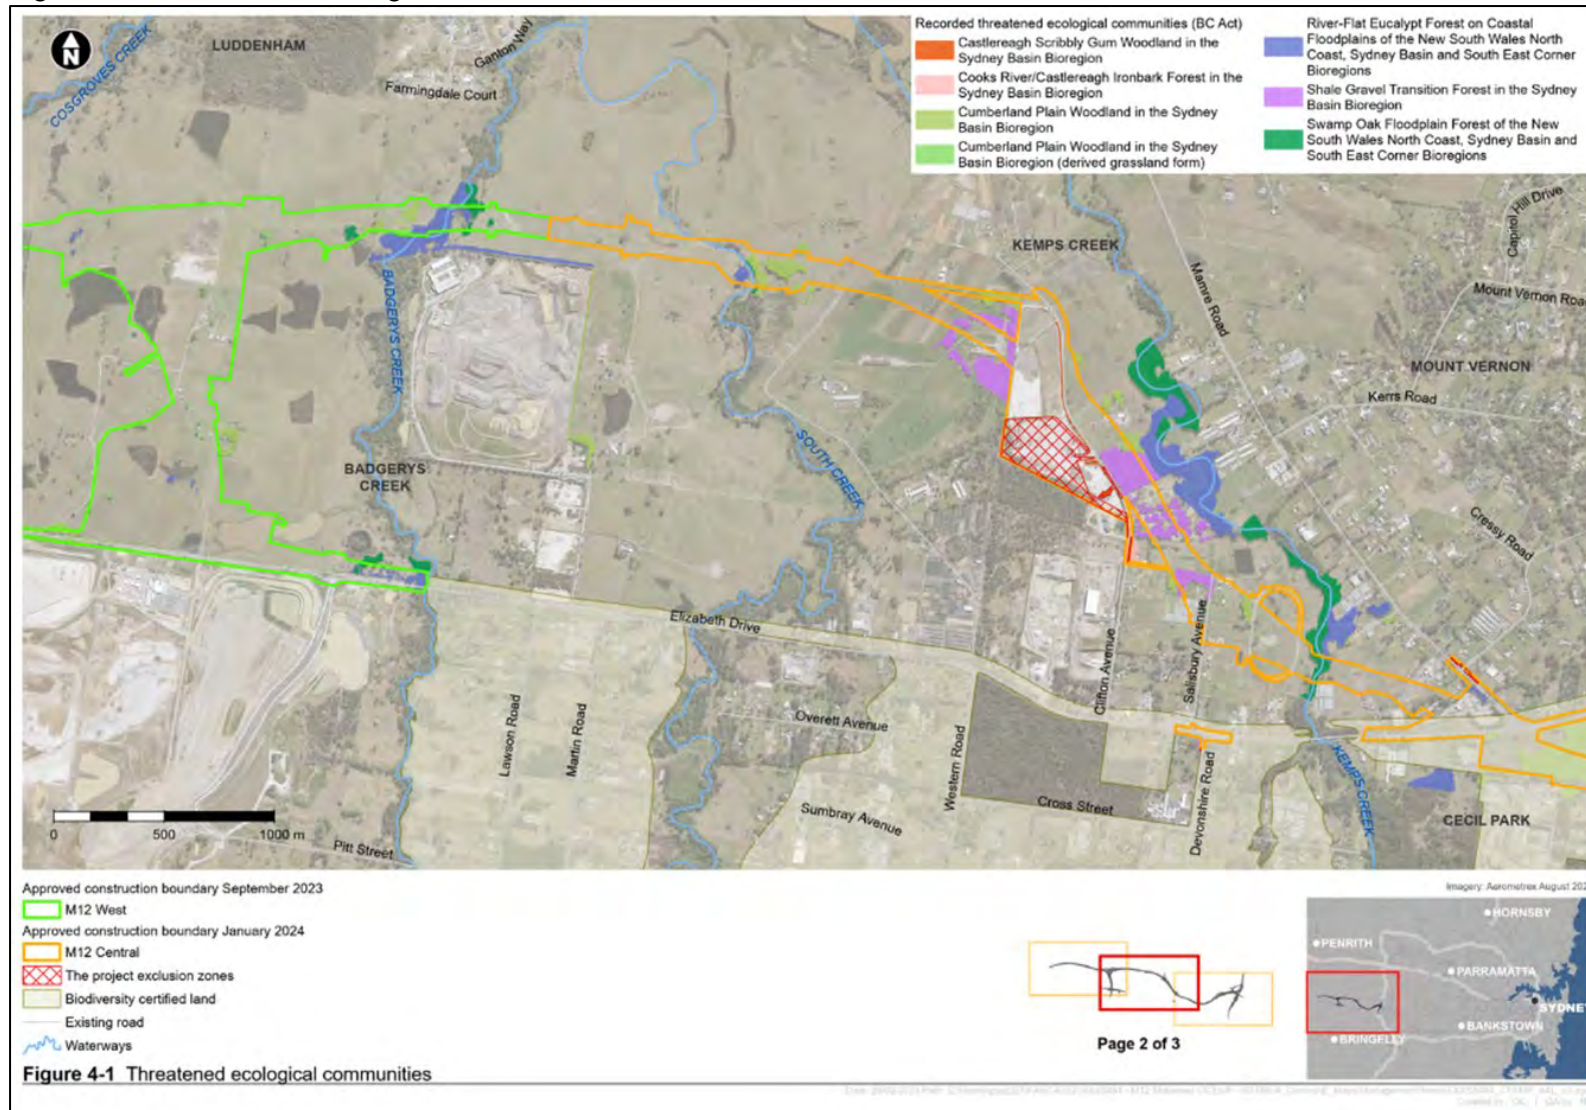 Recorded threatened ecological communities (BC Act)
Castlereagh Scribbly Gum Woodland in the
Sydney Basin Bioregion
Cooks River/Castlereagh Ironbark Forest in the
Sydney Basin Bioregion
Cumberland Plain Woodland in the Sydney
Basin Bioregion
Cumberland Plain Woodland in the Sydney
Basin Bioregion (derived grassland form)
River-Flat Eucalypt Forest on Coastal
Floodplains of the New South Wales North
Coast, Sydney Basin and South East Corner
Bioregions
Shale Gravel Transition Forest in the Sydney
Basin Bioregion
Swamp Oak Floodplain Forest of the New
South Wales North Coast, Sydney Basin and
South East Corner Bioregions
N
LUDDENHAM
COSGROVES CREEK
Ganton Way
Farmingdale Court
KEMPS CREEK
Capitol Hill Drive
Mamre Road
Mount Vernon Road
MOUNT VERNON
Kerrs Road
BADGERYS CREEK
SOUTH CREEK
BADGERYS
CREEK
Cressy Road
Elizabeth Drive
Clifton Avenue
Salisbury Avenue
Lawson Road
Martin Road
Overett Avenue
Western Road
Cross Street
Devonshire Road
KEMPS CREEK
Sumbray Avenue
CECIL PARK
0 500 1000 m
Pitt Street
Approved construction boundary September 2023
M12 West
Approved construction boundary January 2024
M12 Central
The project exclusion zones
Biodiversity certified land
Existing road
Waterways
Imagery: Aerometrex August 202
HORNSBY
PENRITH
PARRAMATTA
SYDNEY
BANKSTOWN
BRINGELLY
Page 2 of 3
Figure 4-1 Threatened ecological communities